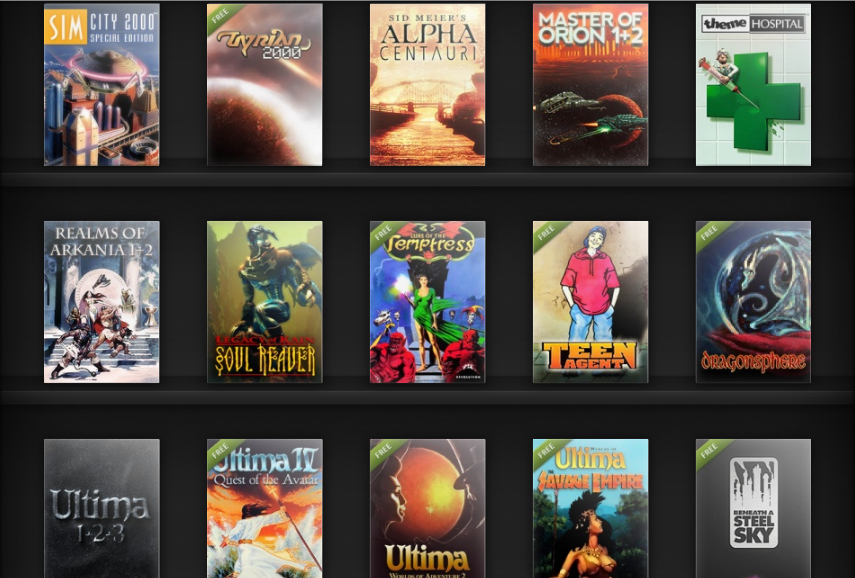 SIM CITY 2000
SPECIAL EDITION
FREE
TYRIAN
2000
SID MEIER'S
ALPHA
CENTAURI
MASTER OF
ORION 1+2
theme HOSPITAL
REALMS OF
ARKANIA 1+2
LEGACY OF KAIN
SOUL REAVER
FREE
LURE OF THE
Temptress
REVOLUTION
FREE
TEEN
AGENT
FREE
dragonsphere
Ultima
1·2·3
FREE
Ultima IV
Quest of the Avatar
FREE
Ultima
WORLDS OF ADVENTURE 2
FREE
WORLDS OF
Ultima
THE
SAVAGE EMPIRE
FREE
BENEATH A
STEEL
SKY